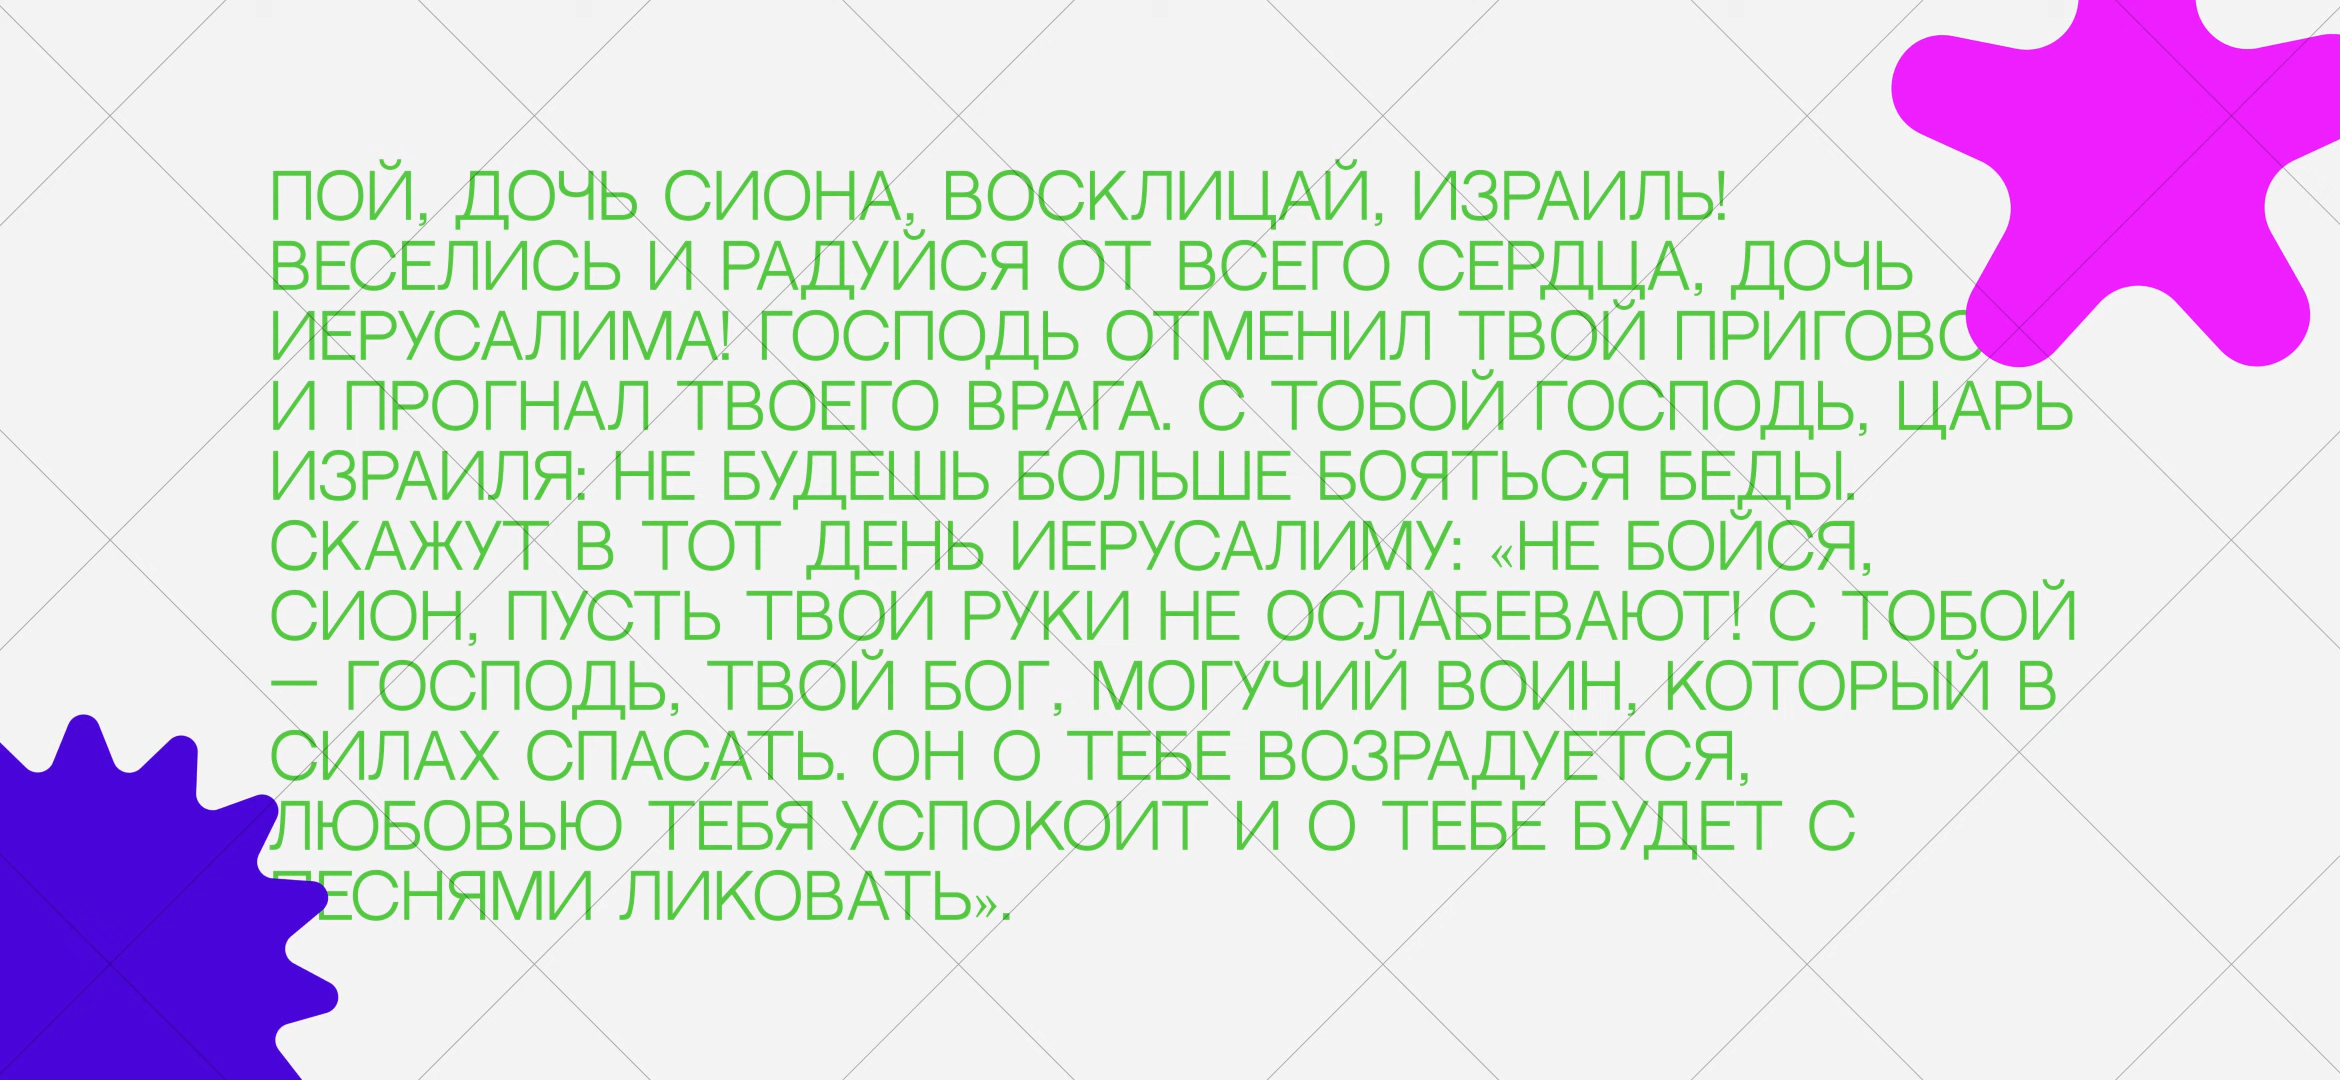 ПОЙ, ДОЧЬ СИОНА, ВОСКЛИЦАЙ, ИЗРАИЛЬ!
ВЕСЕЛИСЬ И РАДУЙСЯ ОТ ВСЕГО СЕРДЦА, ДОЧЬ
ИЕРУСАЛИМА! ГОСПОДЬ ОТМЕНИЛ ТВОЙ
И ПРОГНАЛ ТВОЕГО ВРАГА. С ТОБОЙ ГОСПОДЬ, ЦАРЬ
ИЗРАИЛЯ: НЕ БУДЕШЬ БОЛЬШЕ БОЯТЬСЯ БЕДЫ.
СКАЖУТ В ТОТ ДЕНЬ ИЕРУСАЛИМУ: «НЕ БОЙСЯ,
СИОН, ПУСТЬ ТВОИ РУКИ НЕ ОСЛАБЕВАЮТ! С ТОБОЙ
— ГОСПОДЬ, ТВОЙ БОГ, МОГУЧИЙ ВОИН, КОТОРЫЙ В
СИЛАХ СПАСАТЬ. ОН О ТЕБЕ ВОЗРАДУЕТСЯ,
ЛЮБОВЬЮ ТЕБЯ УСПОКОИТ И О ТЕБЕ БУДЕТ С
ПЕСНЯМИ ЛИКОВАТЬ».